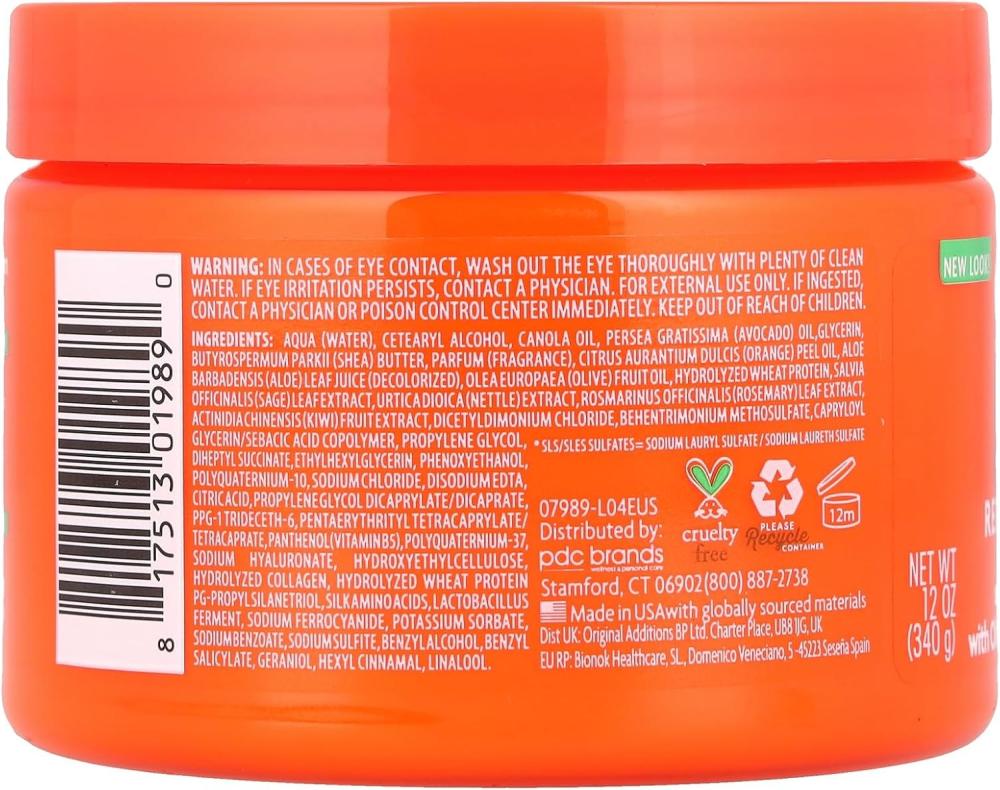 WARNING: IN CASES OF EYE CONTACT, WASH OUT THE EYE THOROUGHLY WITH PLENTY OF CLEAN
WATER. IF EYE IRRITATION PERSISTS, CONTACT A PHYSICIAN. FOR EXTERNAL USE ONLY. IF INGESTED,
CONTACT A PHYSICIAN OR POISON CONTROL CENTER IMMEDIATELY. KEEP OUT OF REACH OF CHILDREN.
INGREDIENTS: AQUA (WATER), CETEARYL ALCOHOL, CANOLA OIL, PERSEA GRATISSIMA (AVOCADO) OIL,GLYCERIN,
BUTYROSPERMUM PARKII (SHEA) BUTTER, PARFUM (FRAGRANCE), CITRUS AURANTIUM DULCIS (ORANGE) PEEL OIL, ALOE
BARBADENSIS (ALOE) LEAF JUICE (DECOLORIZED), OLEA EUROPAEA (OLIVE) FRUIT OIL, HYDROLYZED WHEAT PROTEIN, SALVIA
OFFICINALIS (SAGE) LEAF EXTRACT, URTICA DIOICA (NETTLE) EXTRACT, ROSMARINUS OFFICINALIS (ROSEMARY) LEAF EXTRACT,
ACTINIDIA CHINENSIS (KIWI) FRUIT EXTRACT, DICETYLDIMONIUM CHLORIDE, BEHENTRIMONIUM METHOSULFATE, CAPRYLOYL
GLYCERIN/SEBACIC ACID COPOLYMER, PROPYLENE GLYCOL,
DIHEPTYL SUCCINATE, ETHYLHEXYLGLYCERIN, PHENOXYETHANOL,
POLYQUATERNIUM-10, SODIUM CHLORIDE, DISODIUM EDTA,
CITRIC ACID, PROPYLENE GLYCOL DICAPRYLATE/DICAPRATE,
PPG-1 TRIDECETH-6, PENTAERYTHRITYL TETRACAPRYLATE/
TETRACAPRATE, PANTHENOL (VITAMIN B5), POLYQUATERNIUM-37,
SODIUM HYALURONATE, HYDROXYETHYLCELLULOSE,
HYDROLYZED COLLAGEN, HYDROLYZED WHEAT PROTEIN
PG-PROPYL SILANETRIOL, SILK AMINO ACIDS, LACTOBACILLUS
FERMENT, SODIUM FERROCYANIDE, POTASSIUM SORBATE,
SODIUM BENZOATE, SODIUM SULFITE, BENZYL ALCOHOL, BENZYL
SALICYLATE, GERANIOL, HEXYL CINNAMAL, LINALOOL.
*SLS/SLES SULFATES= SODIUM LAURYL SULFATE / SODIUM LAURETH SULFATE
07989-L04EUS
Distributed by:
pdc brands
wellness & personal care
Stamford, CT 06902 (800) 887-2738
Made in USAwith globally sourced materials
Dist UK: Original Additions BP Ltd. Charter Place, UB8 1JG, UK
EU RP: Bionok Healthcare, SL, Domenico Veneciano, 5 -45223 Seseña Spain
cruelty
free
PLEASE
Recycle
CONTAINER
12m
8 17513 01989 0
NEW LOOK
NET WT
12 OZ
(340 g)
with